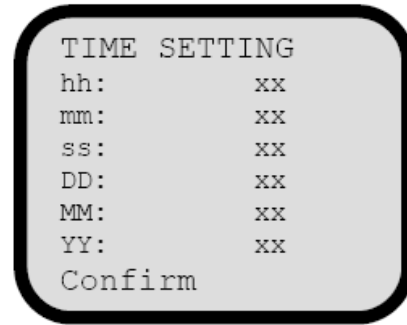 TIME SETTING
hh: xx
mm: xx
ss: xx
DD: xx
MM: xx
YY: xx
Confirm